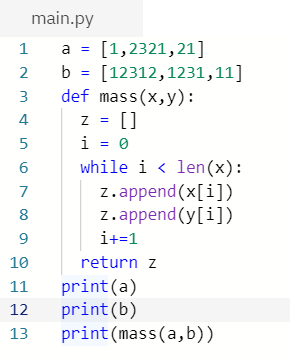 main.py
1 a = [1,2321,21]
2 b = [12312,1231,11]
3 def mass(x,y):
4   z = []
5   i = 0
6   while i < len(x):
7     z.append(x[i])
8     z.append(y[i])
9     i+=1
10   return z
11 print(a)
12 print(b)
13 print(mass(a,b))